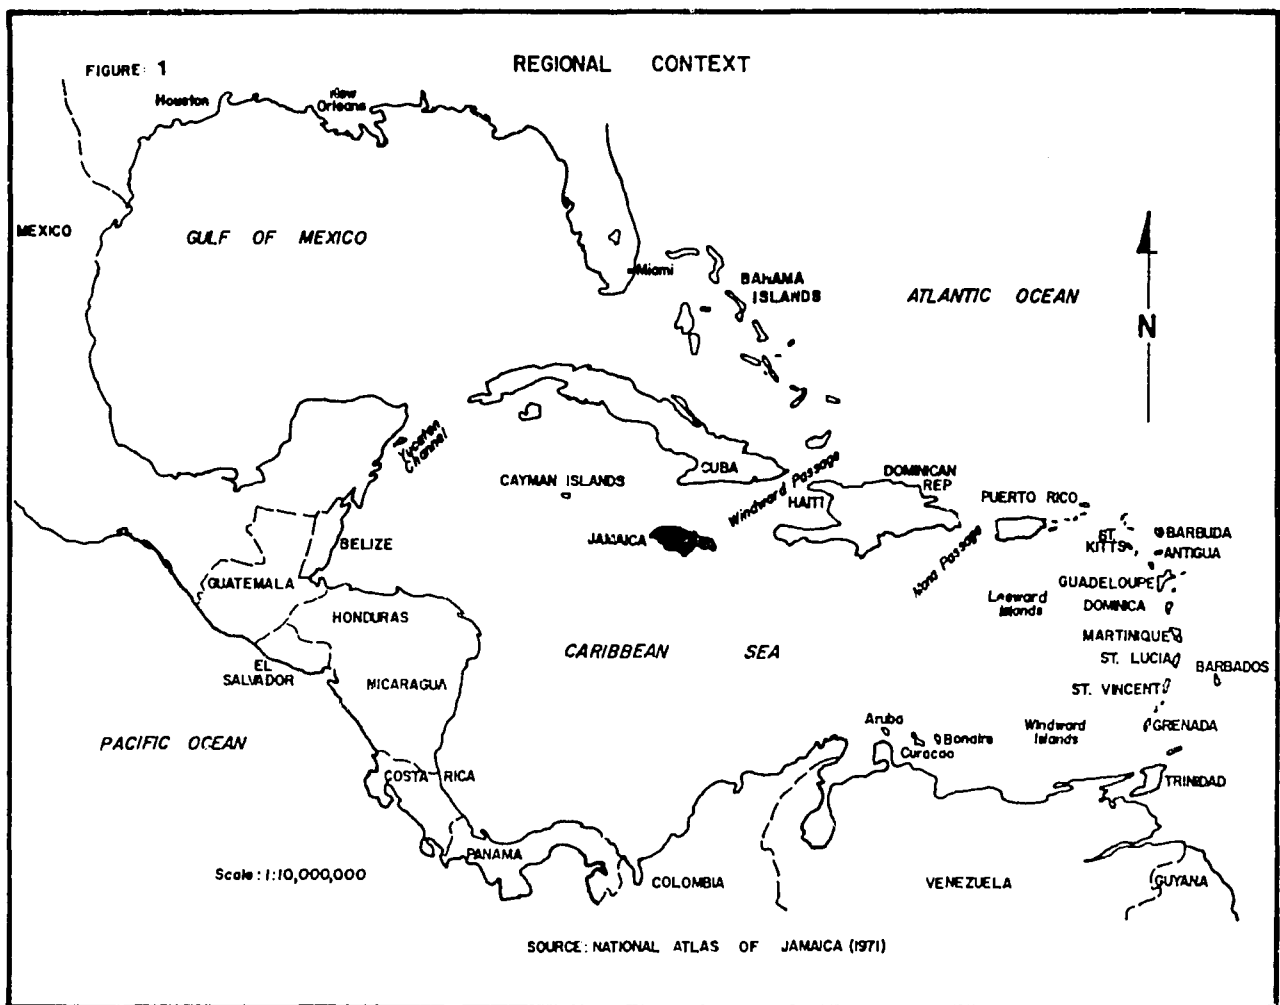 FIGURE: 1
REGIONAL CONTEXT
Houston
New
Orleans
MEXICO
GULF OF MEXICO
Miami
BAHAMA
ISLANDS
ATLANTIC OCEAN
N
Yucatan
Channel
CAYMAN ISLANDS
CUBA
Windward Passage
HAITI
DOMINICAN
REP
PUERTO RICO
JAMAICA
Mona Passage
ST.
KITTS
BARBUDA
ANTIGUA
BELIZE
GUATEMALA
GUADELOUPE
Leeward
Islands
DOMINICA
HONDURAS
MARTINIQUE
CARIBBEAN SEA
ST. LUCIA
BARBADOS
EL
SALVADOR
NICARAGUA
ST. VINCENT
Aruba
Curacao
Bonaire
Windward
Islands
GRENADA
PACIFIC OCEAN
COSTA RICA
TRINIDAD
PANAMA
Scale: 1:10,000,000
COLOMBIA
VENEZUELA
GUYANA
SOURCE: NATIONAL ATLAS OF JAMAICA (1971)